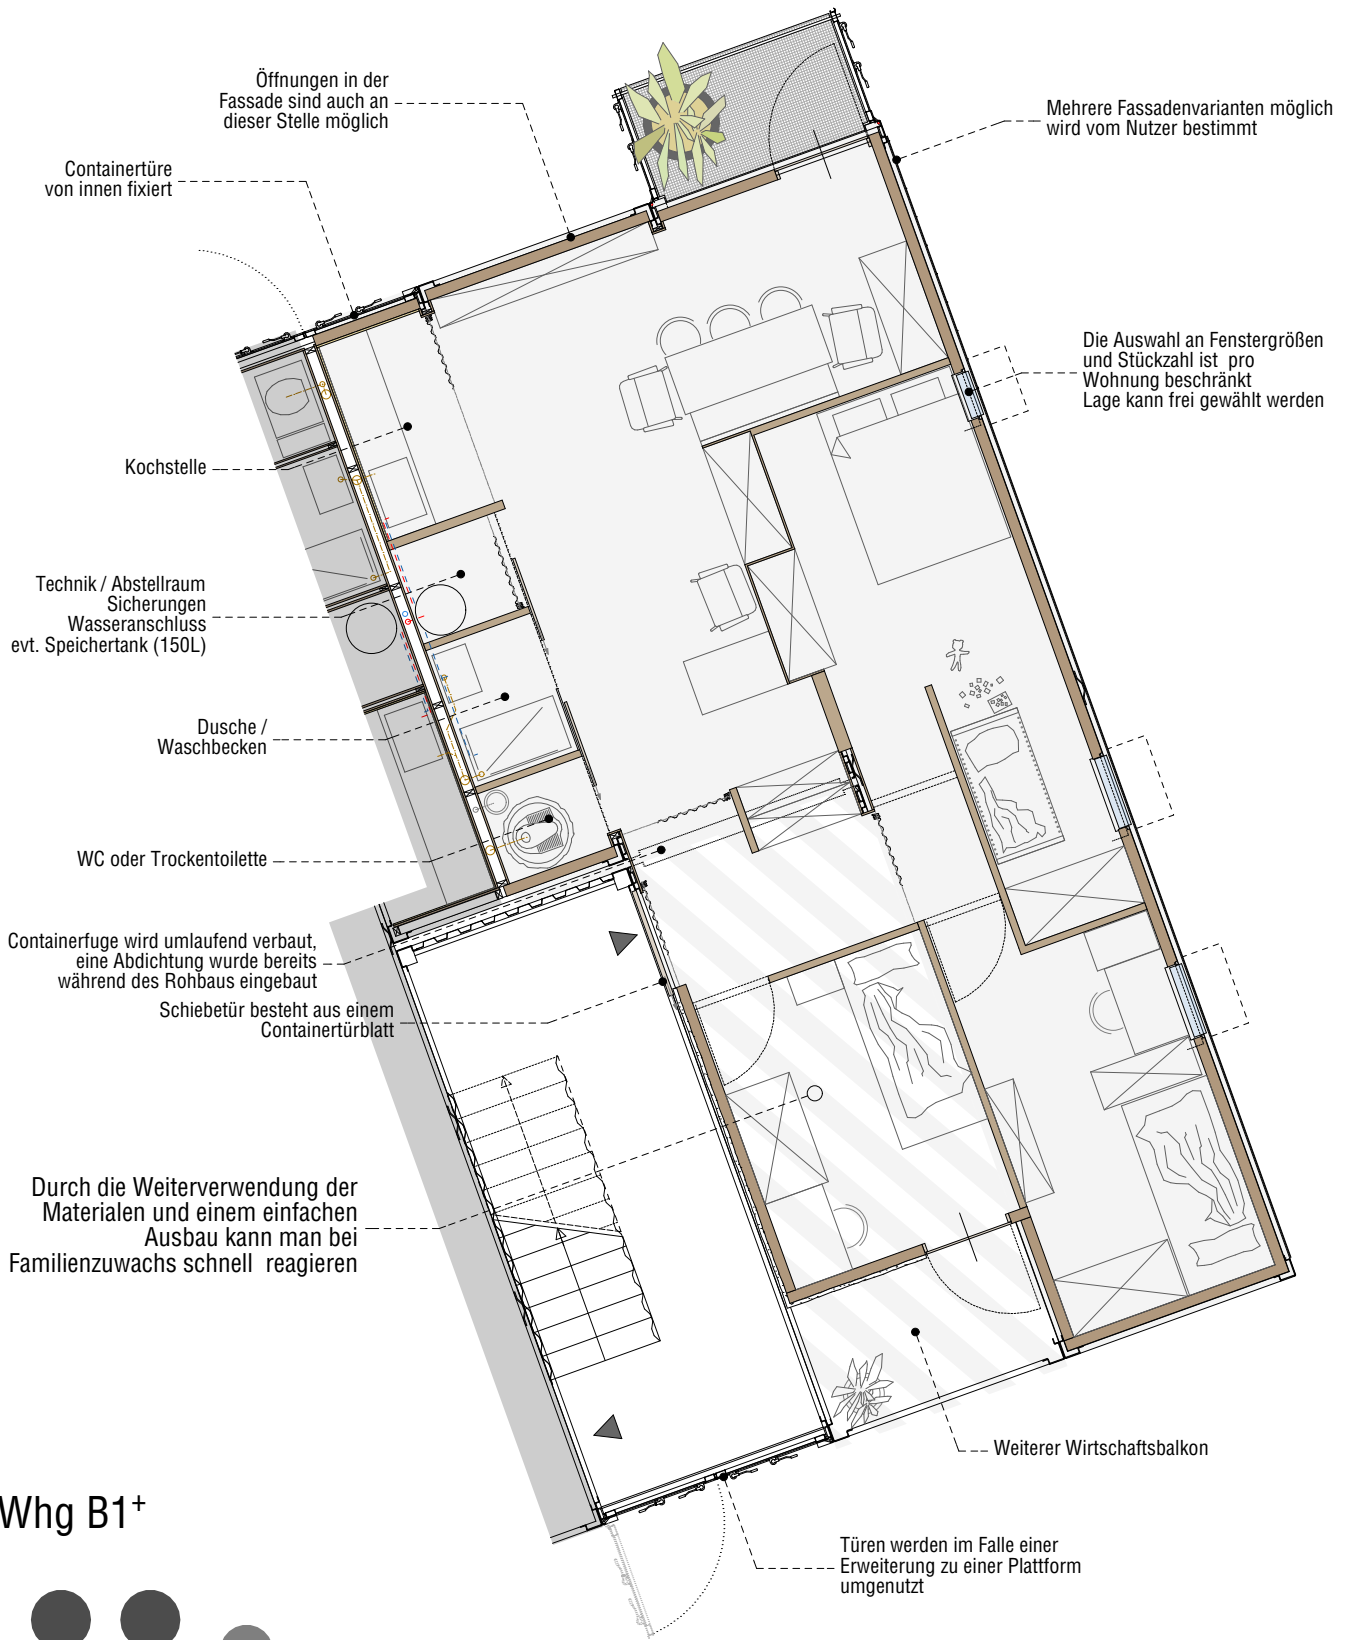 Öffnungen in der
Fassade sind auch an
dieser Stelle möglich
Mehrere Fassadenvarianten möglich
wird vom Nutzer bestimmt
Containertüre
von innen fixiert
Die Auswahl an Fenstergrößen
und Stückzahl ist pro
Wohnung beschränkt
Lage kann frei gewählt werden
Kochstelle
Technik / Abstellraum
Sicherungen
Wasseranschluss
evt. Speichertank (150L)
Dusche /
Waschbecken
WC oder Trockentoilette
Containerfuge wird umlaufend verbaut,
eine Abdichtung wurde bereits
während des Rohbaus eingebaut
Schiebetür besteht aus einem
Containertürblatt
Durch die Weiterverwendung der
Materialen und einem einfachen
Ausbau kann man bei
Familienzuwachs schnell reagieren
Weiterer Wirtschaftsbalkon
Whg B1+
Türen werden im Falle einer
Erweiterung zu einer Plattform
umgenutzt